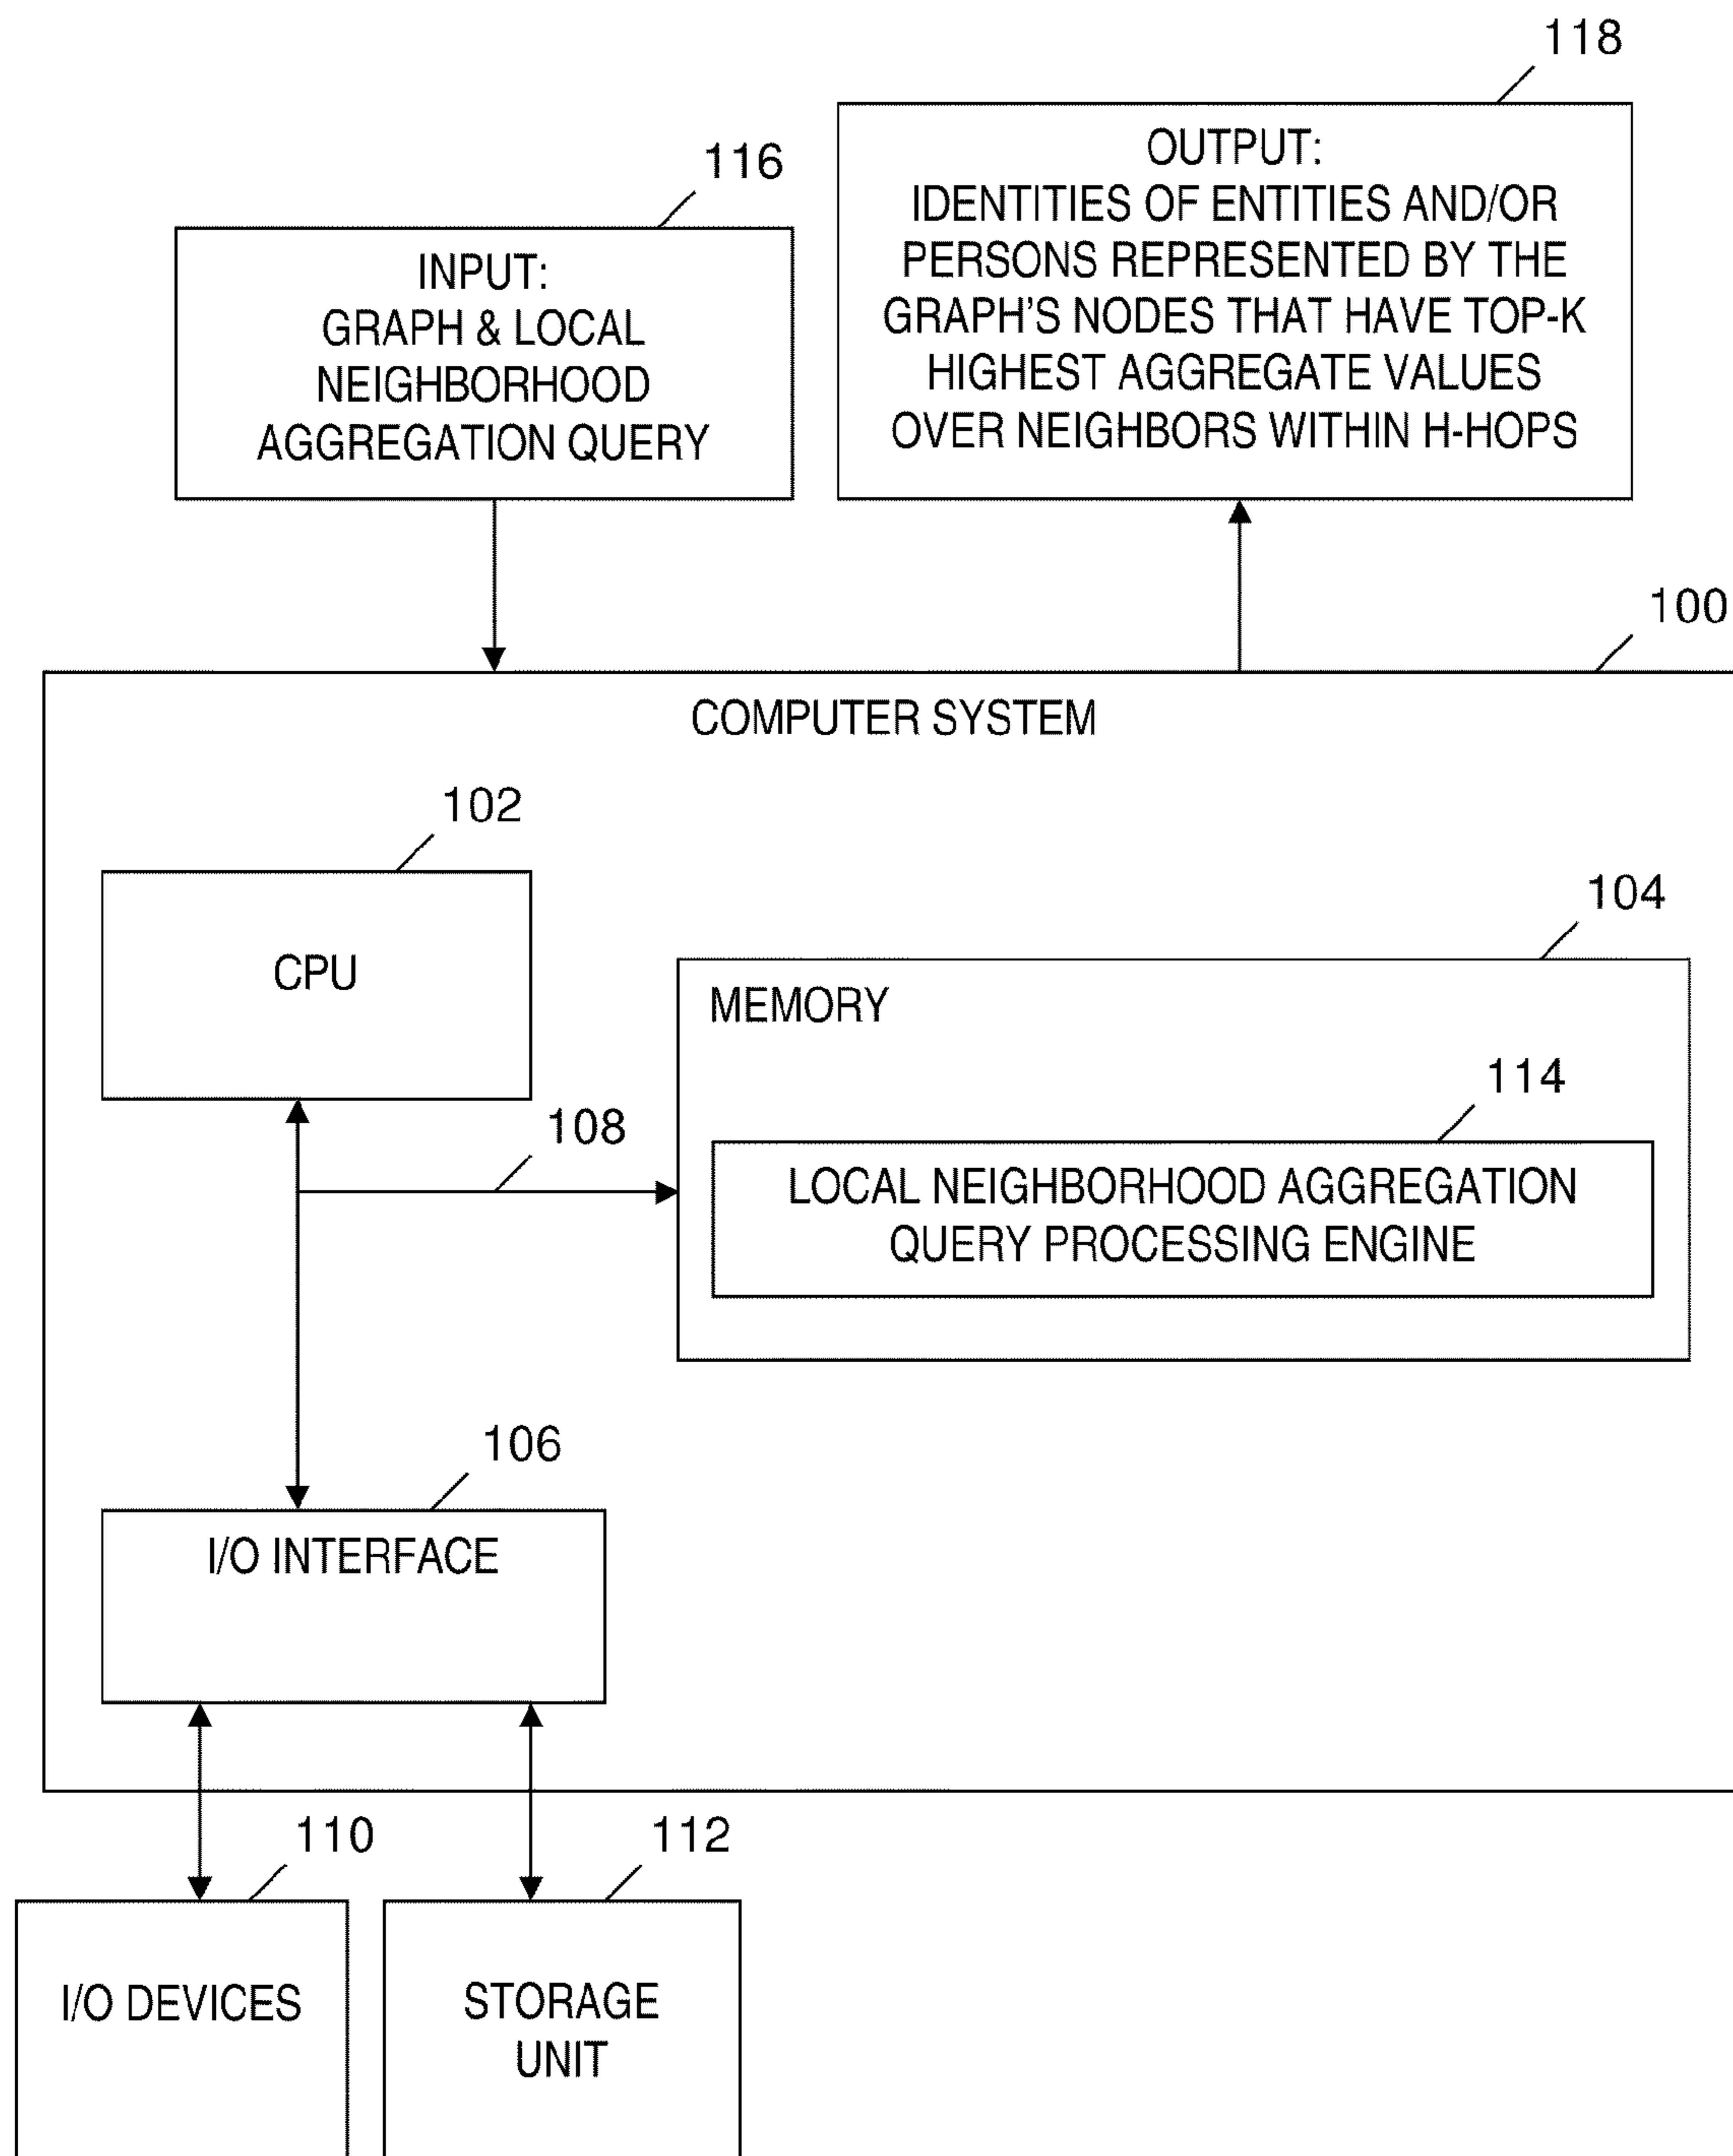 118
OUTPUT:
IDENTITIES OF ENTITIES AND/OR
PERSONS REPRESENTED BY THE
GRAPH'S NODES THAT HAVE TOP-K
HIGHEST AGGREGATE VALUES
OVER NEIGHBORS WITHIN H-HOPS
116
INPUT:
GRAPH & LOCAL
NEIGHBORHOOD
AGGREGATION QUERY
100
COMPUTER SYSTEM
102
CPU
104
MEMORY
114
LOCAL NEIGHBORHOOD AGGREGATION
QUERY PROCESSING ENGINE
108
106
I/O INTERFACE
110
I/O DEVICES
112
STORAGE
UNIT